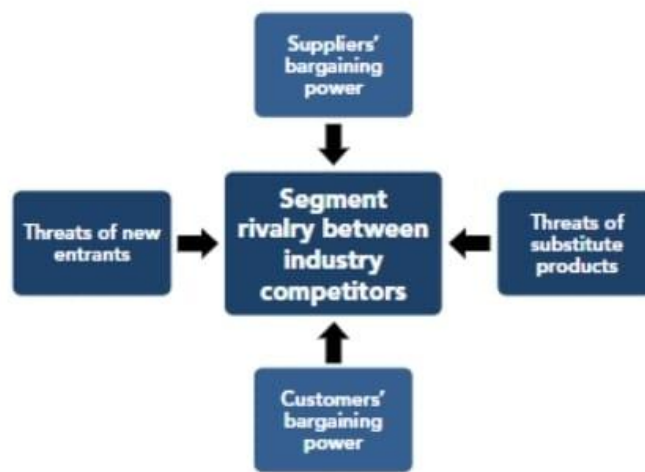 Suppliers'
bargaining
power
Threats of new
entrants
Segment
rivalry between
industry
competitors
Threats of
substitute
products
Customers'
bargaining
power